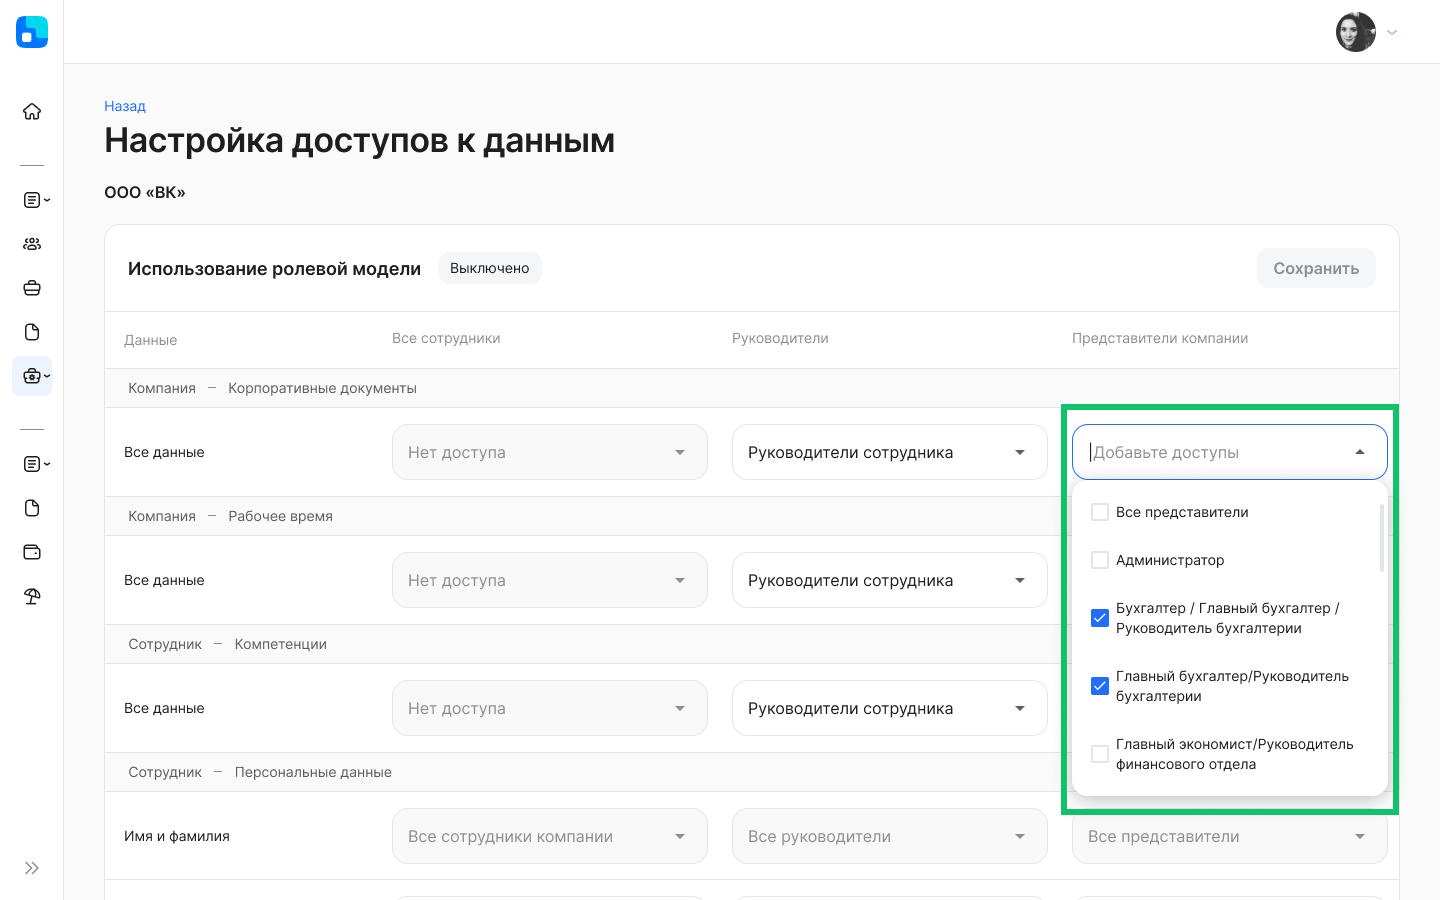 Назад
Настройка доступов к данным
ООО «ВК»
Использование ролевой модели
Выключено
Сохранить
Данные
Все сотрудники
Руководители
Представители компании
Компания — Корпоративные документы
Все данные
Нет доступа
Руководители сотрудника
Добавьте доступы
Все представители
Администратор
Бухгалтер / Главный бухгалтер /
Руководитель бухгалтерии
Главный бухгалтер/Руководитель
бухгалтерии
Главный экономист/Руководитель
финансового отдела
Компания — Рабочее время
Все данные
Нет доступа
Руководители сотрудника
Сотрудник — Компетенции
Все данные
Нет доступа
Руководители сотрудника
Сотрудник — Персональные данные
Имя и фамилия
Все сотрудники компании
Все руководители
Все представители